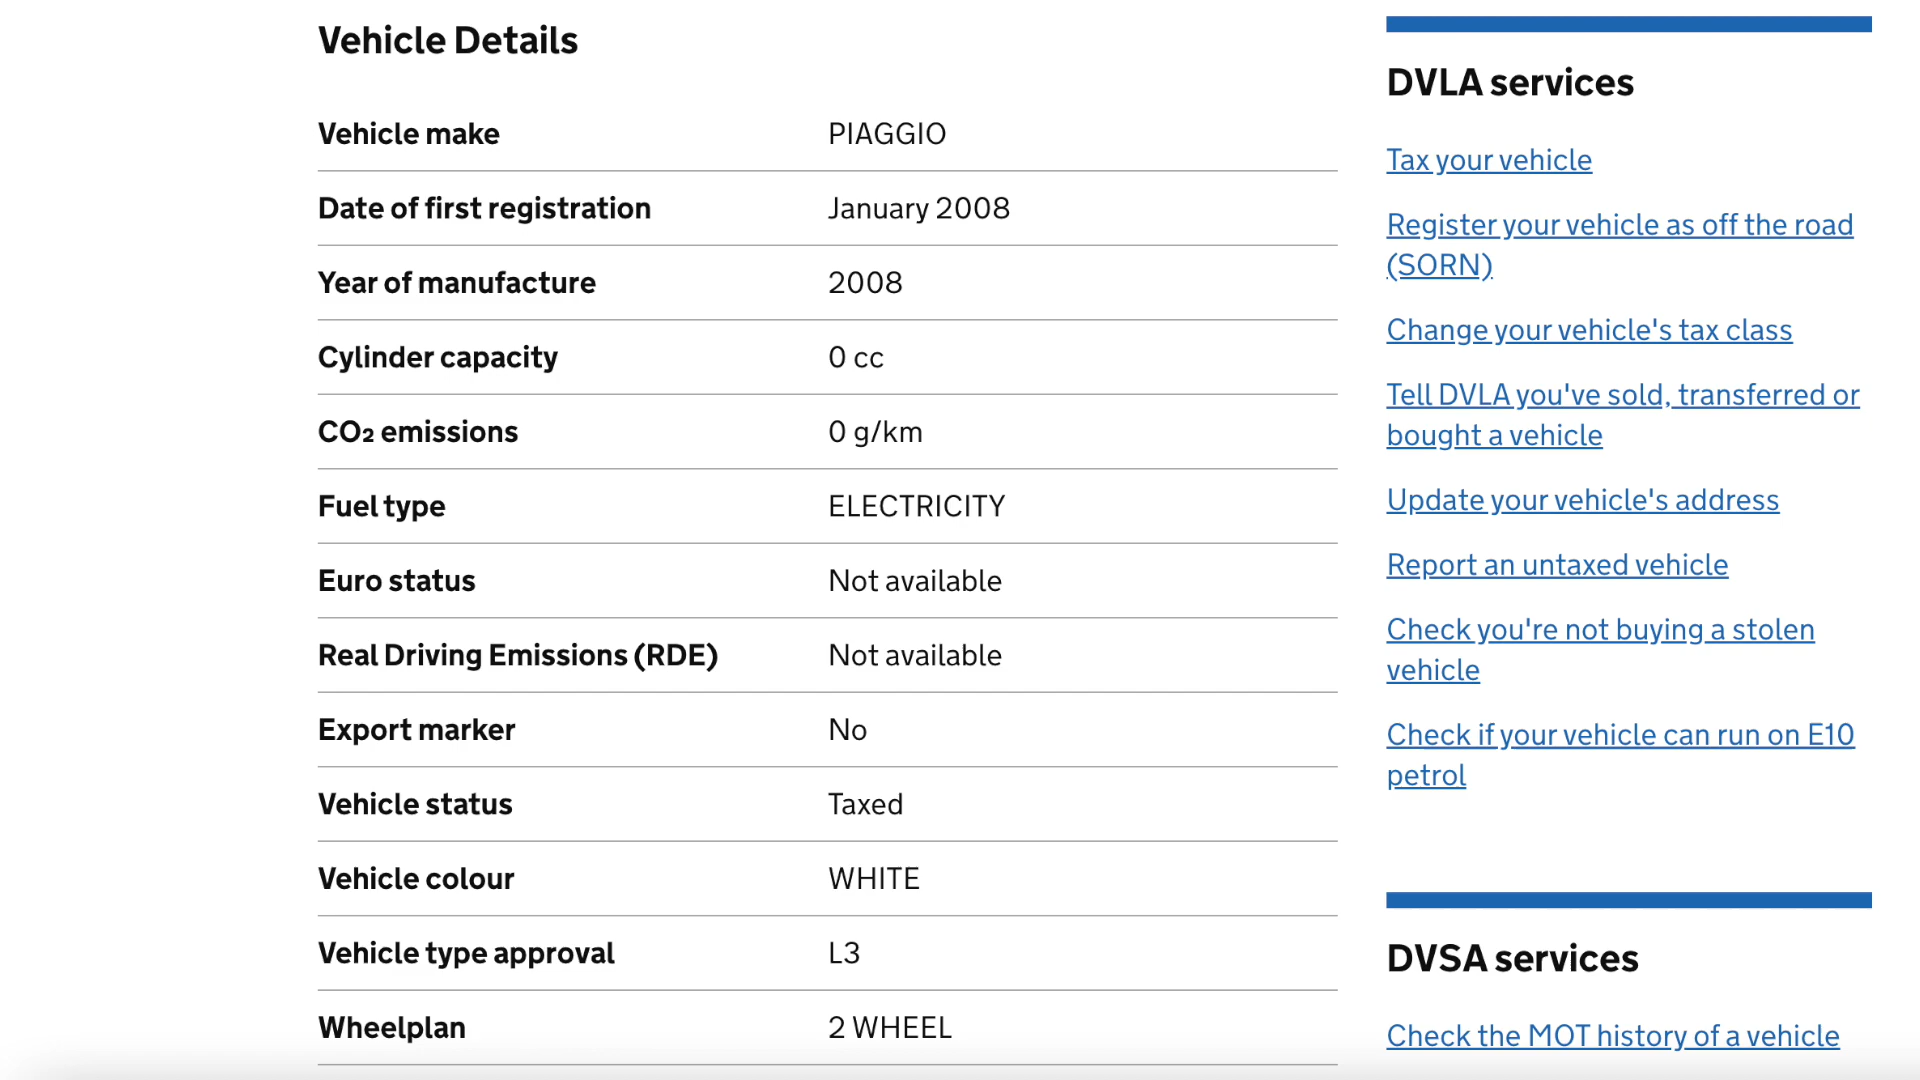 Vehicle Details
Vehicle make PIAGGIO
Date of first registration January 2008
Year of manufacture 2008
Cylinder capacity 0 cc
CO₂ emissions 0 g/km
Fuel type ELECTRICITY
Euro status Not available
Real Driving Emissions (RDE) Not available
Export marker No
Vehicle status Taxed
Vehicle colour WHITE
Vehicle type approval L3
Wheelplan 2 WHEEL
DVLA services
Tax your vehicle
Register your vehicle as off the road
(SORN)
Change your vehicle's tax class
Tell DVLA you've sold, transferred or
bought a vehicle
Update your vehicle's address
Report an untaxed vehicle
Check you're not buying a stolen
vehicle
Check if your vehicle can run on E10
petrol
DVSA services
Check the MOT history of a vehicle